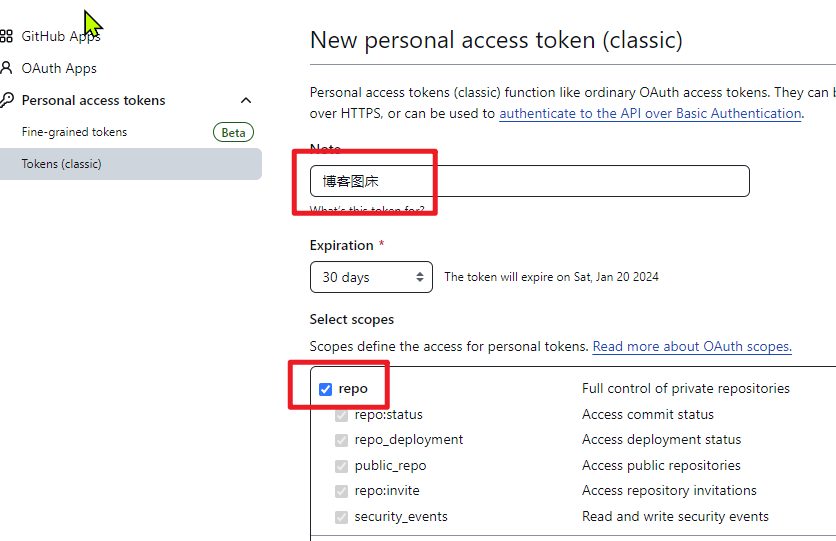 GitHub Apps
OAuth Apps
Personal access tokens
Fine-grained tokens
Beta
Tokens (classic)
New personal access token (classic)
Personal access tokens (classic) function like ordinary OAuth access tokens. They can
over HTTPS, or can be used to authenticate to the API over Basic Authentication.
Note
博客图床
What's this token for?
Expiration *
30 days
The token will expire on Sat, Jan 20 2024
Select scopes
Scopes define the access for personal tokens. Read more about OAuth scopes.
repo Full control of private repositories
repo:status Access commit status
repo_deployment Access deployment status
public_repo Access public repositories
repo:invite Access repository invitations
security_events Read and write security events